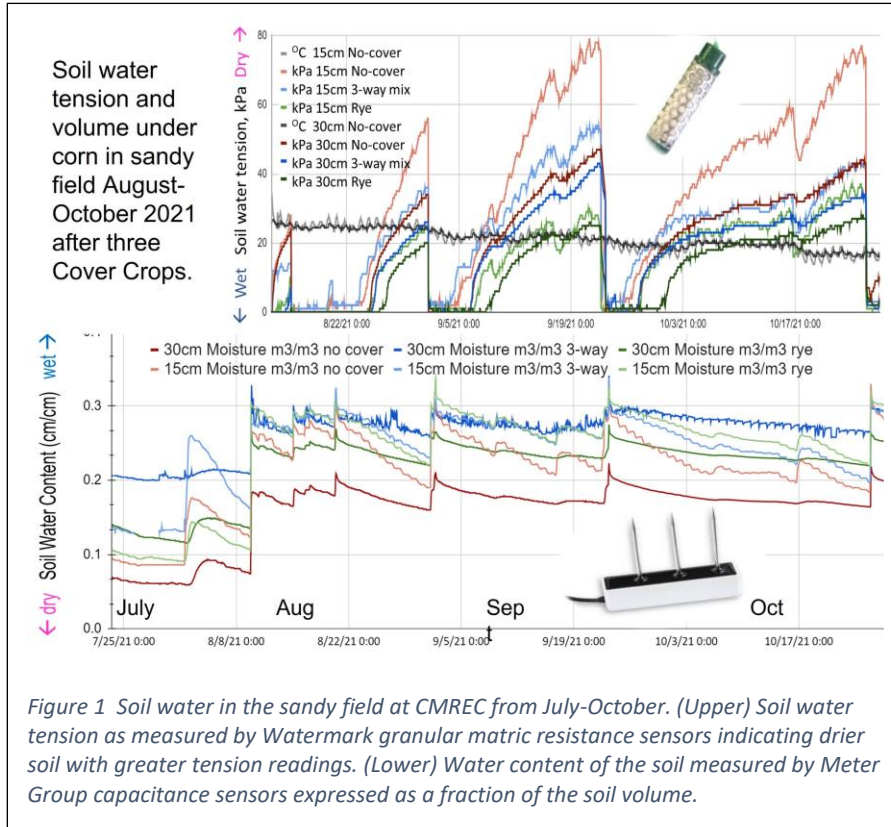 Soil water
tension and
volume under
corn in sandy
field August-
October 2021
after three
Cover Crops.
← Wet Soil water tension, kPa Dry →
80
60
40
20
0
°C 15cm No-cover
kPa 15cm No-cover
kPa 15cm 3-way mix
kPa 15cm Rye
°C 30cm No-cover
kPa 30cm No-cover
kPa 30cm 3-way mix
kPa 30cm Rye
8/22/21 0:00
9/5/21 0:00
9/19/21 0:00
10/3/21 0:00
10/17/21 0:00
← dry Soil Water Content (cm/cm) wet →
0.3
0.2
0.1
0.0
30cm Moisture m3/m3 no cover 30cm Moisture m3/m3 3-way 30cm Moisture m3/m3 rye
15cm Moisture m3/m3 no cover 15cm Moisture m3/m3 3-way 15cm Moisture m3/m3 rye
July Aug Sep Oct
t
7/25/21 0:00 8/8/21 0:00 8/22/21 0:00 9/5/21 0:00 9/19/21 0:00 10/3/21 0:00 10/17/21 0:00
Figure 1 Soil water in the sandy field at CMREC from July-October. (Upper) Soil water
tension as measured by Watermark granular matric resistance sensors indicating drier
soil with greater tension readings. (Lower) Water content of the soil measured by Meter
Group capacitance sensors expressed as a fraction of the soil volume.